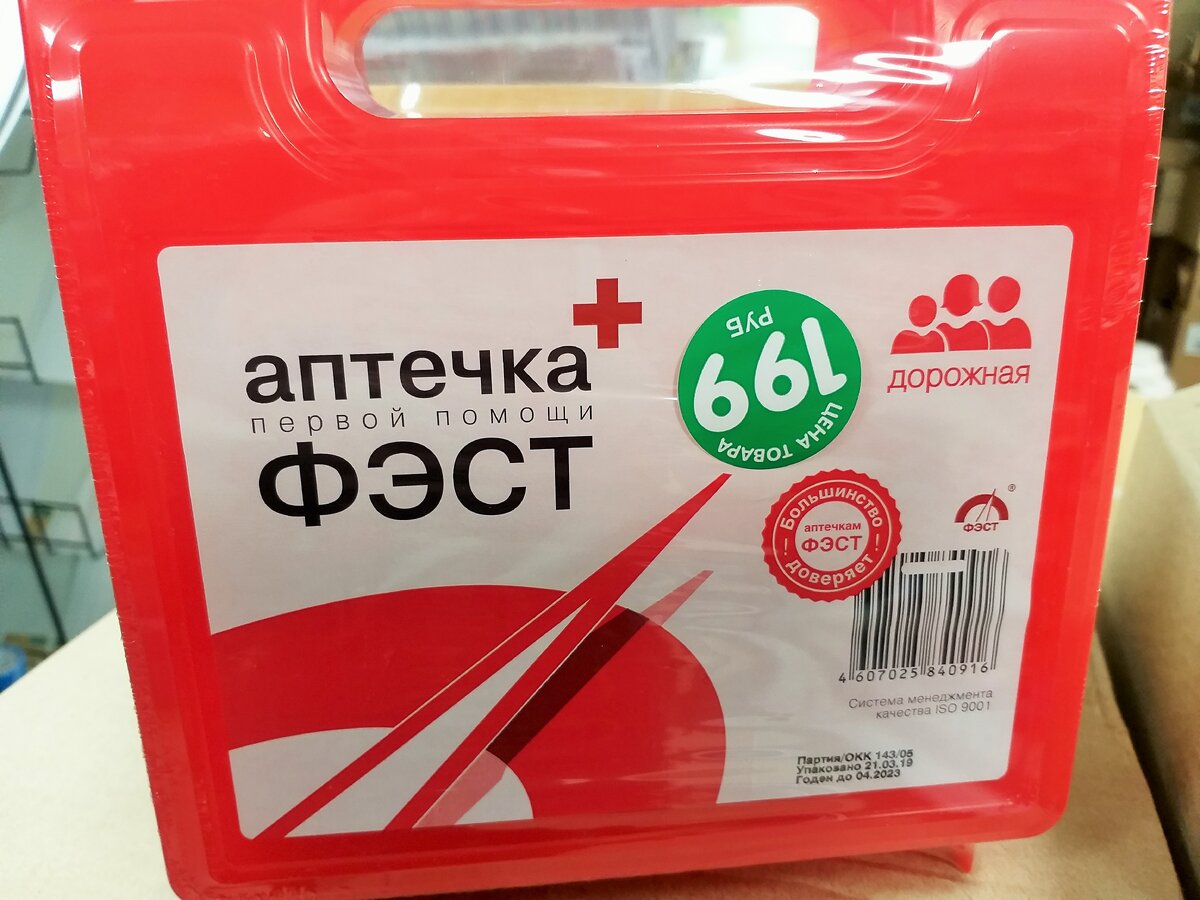 аптечка
первой помощи
ФЭСТ
199
РУБ
ЦЕНА ТОВАРА
дорожная
Большинство
аптечкам
ФЭСТ
доверяет
®
ФЭСТ
4 607025 840916
Система менеджмента
качества ISO 9001
Партия/ОКК 143/05
Упаковано 21.03.19
Годен до 04.2023